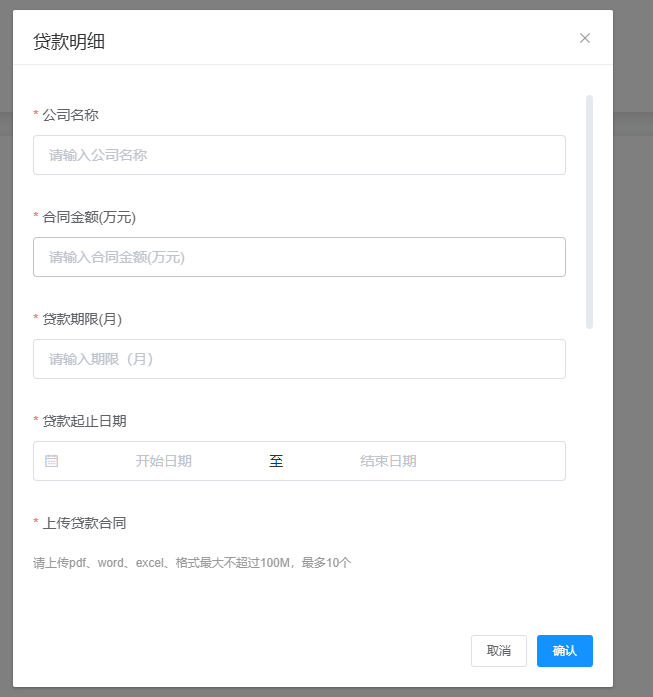 贷款明细
* 公司名称
请输入公司名称
* 合同金额(万元)
请输入合同金额(万元)
* 贷款期限(月)
请输入期限（月）
* 贷款起止日期
开始日期 至 结束日期
* 上传贷款合同
请上传pdf、word、excel、格式最大不超过100M，最多10个
取消 确认